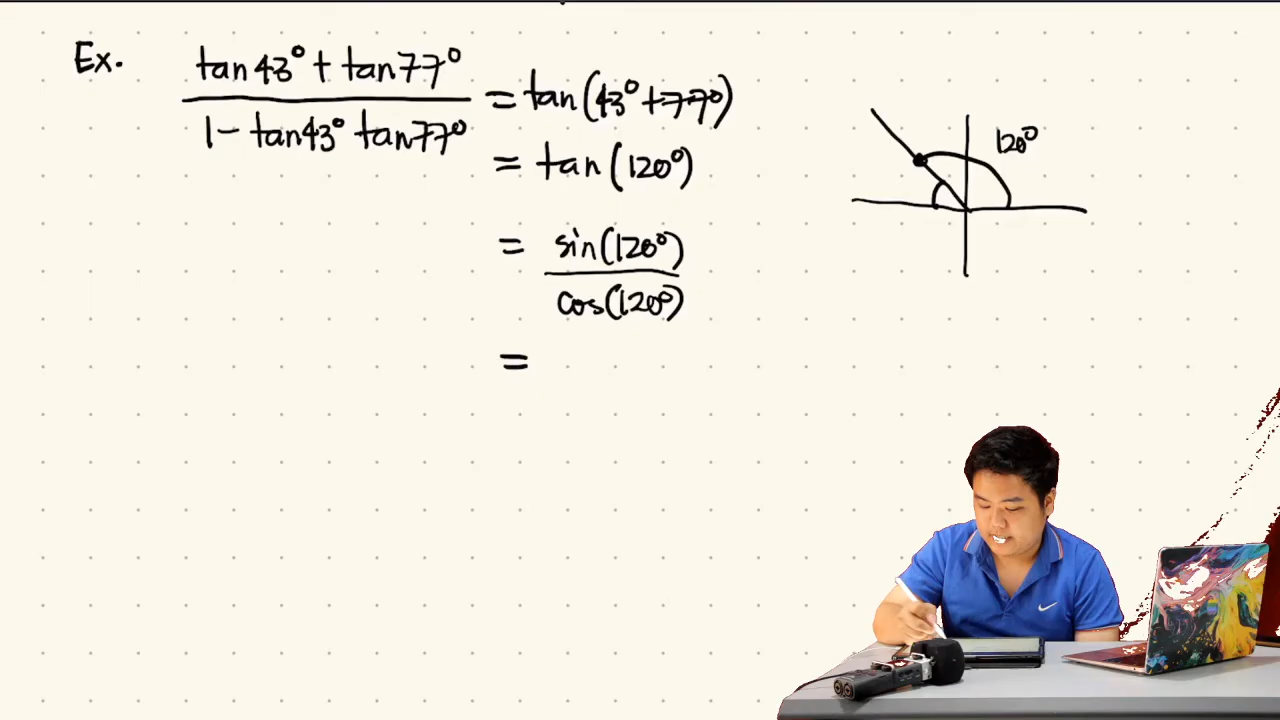 Ex. (tan43° + tan77°)/(1 - tan43° tan77°) = tan(43° + 77°)
= tan(120°)
= sin(120°)/cos(120°)
=
120°